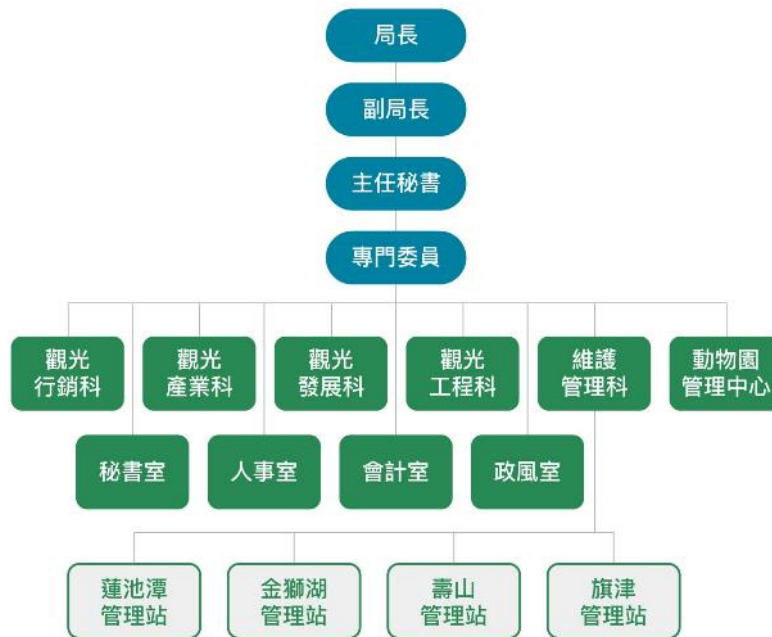 局長
副局長
主任秘書
專門委員
觀光
行銷科
觀光
產業科
觀光
發展科
觀光
工程科
維護
管理科
動物園
管理中心
秘書室
人事室
會計室
政風室
蓮池潭
管理站
金獅湖
管理站
壽山
管理站
旗津
管理站